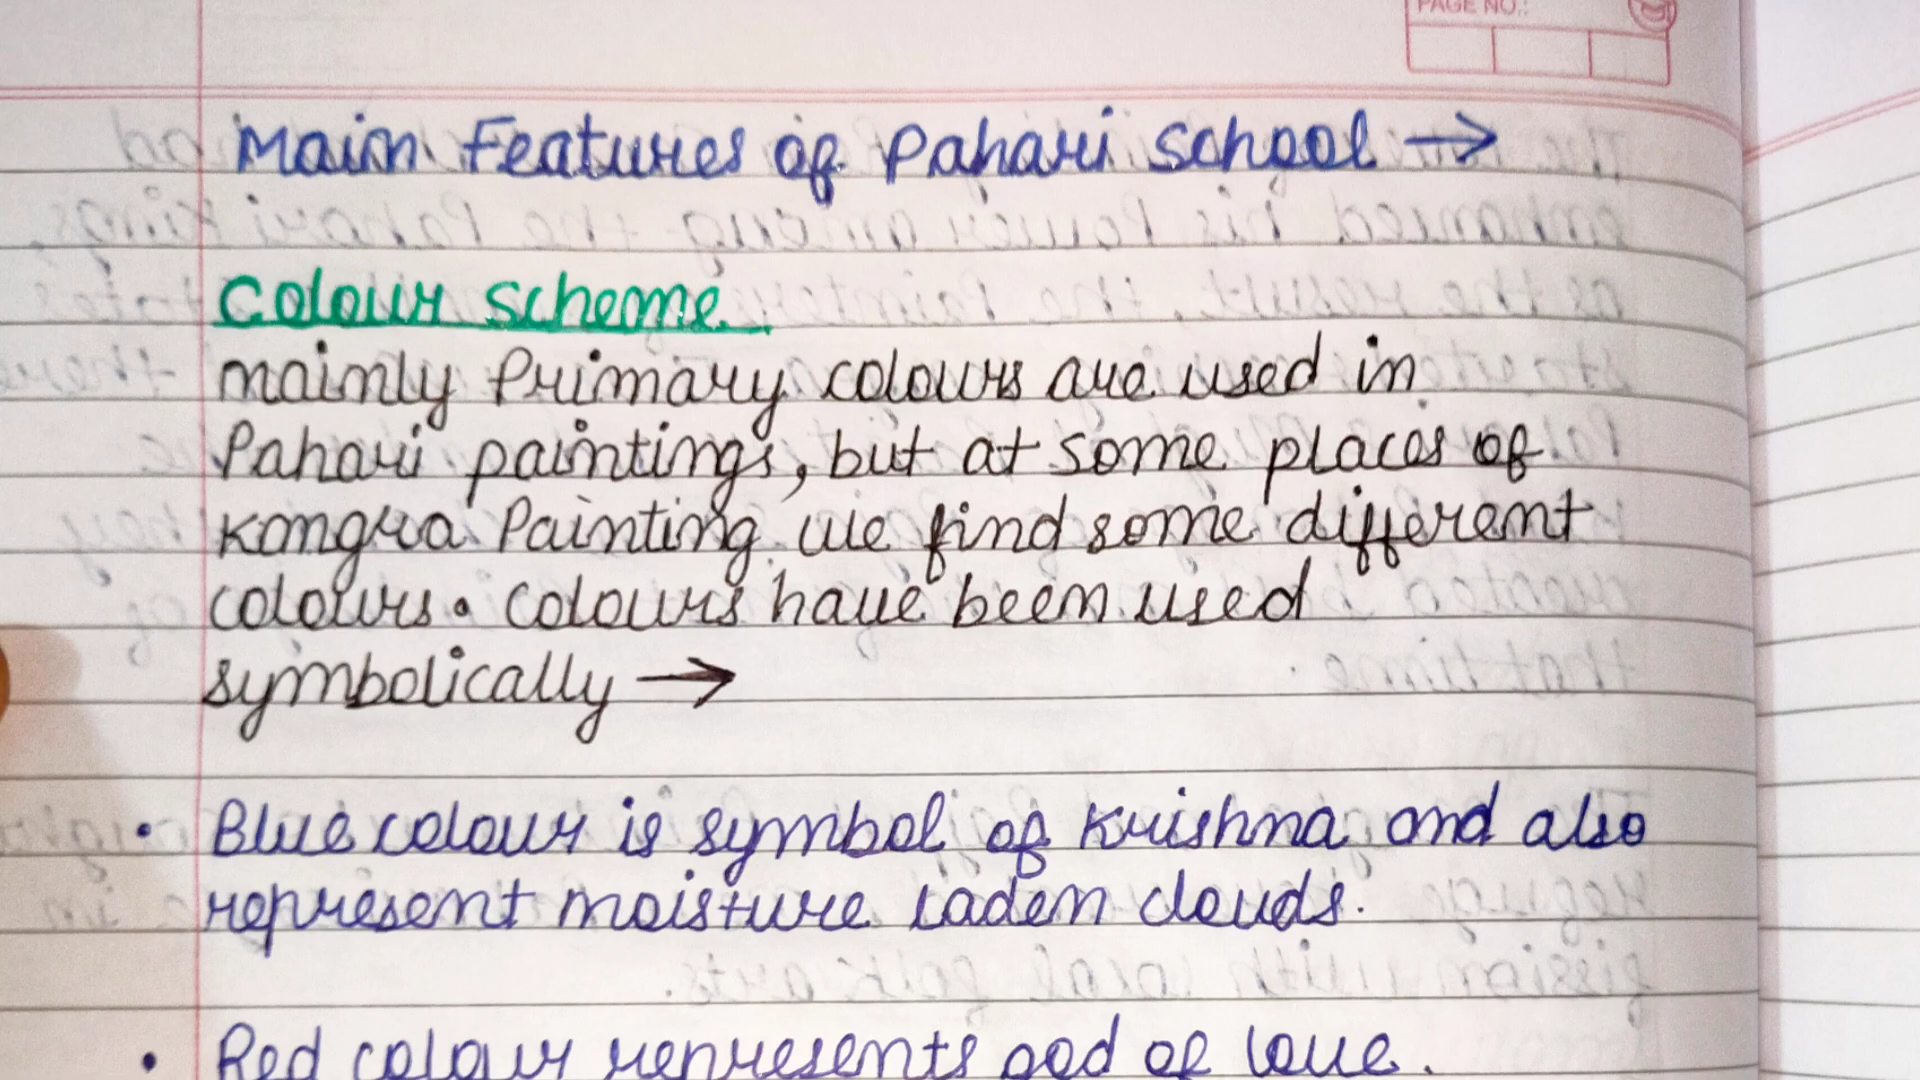 PAGE NO.:
Main Features of Pahari School →
Colour scheme
mainly Primary colours are used in
Pahari paintings, but at some places of
Kangra Painting we find some different
colours. Colours have been used
symbolically →
• Blue colour is symbol of Krishna and also
represent moisture laden clouds.
• Red colour represents god of love.